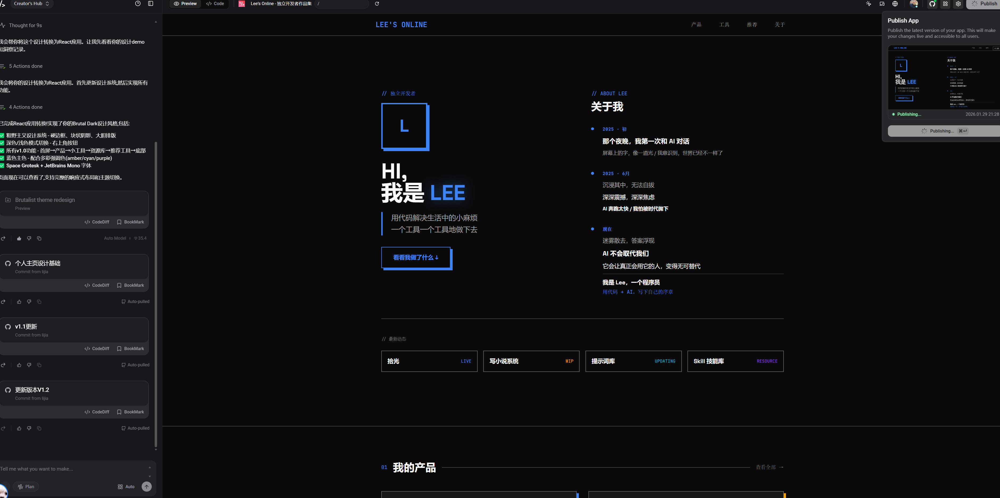 Creator's Hub
Preview
Code
Lee's Online - 独立开发者作品集
/
Publish
Thought for 9s
我会帮你将这个设计转换为React应用。让我先看看你的设计demo
和洞察记录。
5 Actions done
我会将你的设计转换为React应用。首先更新设计系统,然后实现所有
功能。
4 Actions done
已完成React应用转换!实现了你的Brutal Dark设计风格,包括:
粗野主义设计系统 - 硬边框、块状阴影、大胆排版
深色/浅色模式切换 - 右上角按钮
所有v1.0功能 - 首屏→产品→小工具→资源库→推荐工具→底部
蓝色主色 - 配合多彩强调色(amber/cyan/purple)
Space Grotesk + JetBrains Mono 字体
页面现在可以查看了,支持完整的响应式布局和主题切换。
Brutalist theme redesign
Preview
CodeDiff
BookMark
Auto Model
35.4
个人主页设计基础
Commit from lijia
CodeDiff
BookMark
Auto-pulled
v1.1更新
Commit from lijia
CodeDiff
BookMark
Auto-pulled
更新版本V1.2
Commit from lijia
CodeDiff
BookMark
Auto-pulled
Tell me what you want to make...
Plan
Auto
LEE'S ONLINE
产品
工具
推荐
关于
// 独立开发者
L
HI,
我是 LEE
用代码解决生活中的小麻烦
一个工具一个工具地做下去
看看我做了什么 ↓
// ABOUT LEE
关于我
2025 · 初
那个夜晚，我第一次和 AI 对话
屏幕上的字，像一道光 / 我意识到，世界已经不一样了
2025 · 6月
沉浸其中，无法自拔
深深震撼，深深焦虑
AI 奔跑太快 / 我怕被时代抛下
现在
迷雾散去，答案浮现
AI 不会取代我们
它会让真正会用它的人，变得无可替代
我是 Lee，一个程序员
用代码 + AI，写下自己的序章
// 最新动态
拾光
LIVE
写小说系统
WIP
提示词库
UPDATING
Skill 技能库
RESOURCE
01
我的产品
查看全部 →
Publish App
Publish the latest version of your app. This will make
your changes live and accessible to all users.
LEE'S ONLINE
L
HI,
我是 LEE
关于我
Publishing...
2026.01.29 21:28
Publishing...
⌘↵